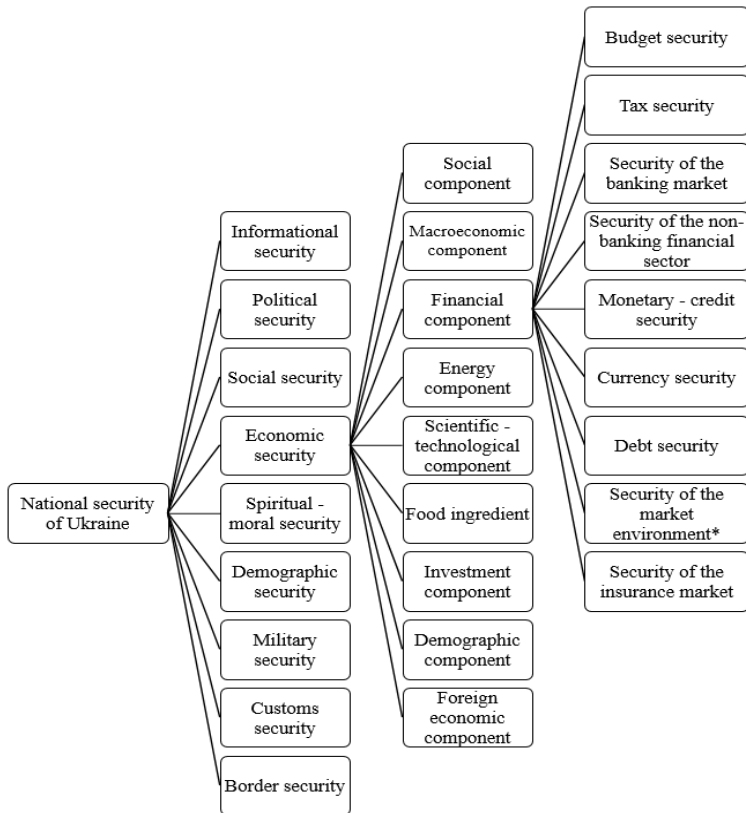 National security
of Ukraine
Informational
security
Political
security
Social security
Economic
security
Spiritual -
moral security
Demographic
security
Military
security
Customs
security
Border security
Social
component
Macroeconomic
component
Financial
component
Energy
component
Scientific -
technological
component
Food ingredient
Investment
component
Demographic
component
Foreign
economic
component
Budget security
Tax security
Security of the
banking market
Security of the non-
banking financial
sector
Monetary - credit
security
Currency security
Debt security
Security of the
market
environment*
Security of the
insurance market